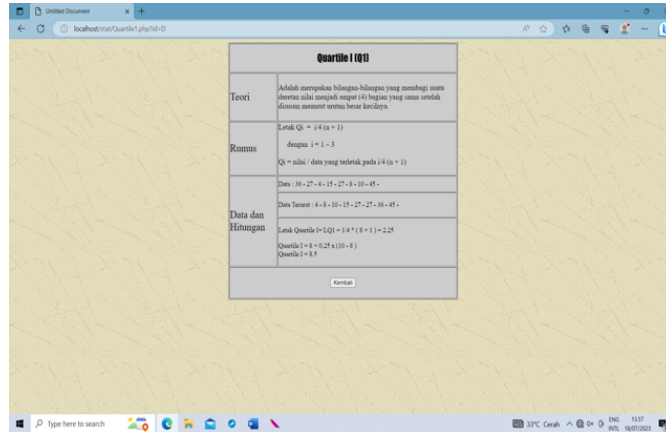 Untitled Document
localhost/stat/Quartile1.php?id=D
Quartile I (Q1)
Teori
Adalah merupakan bilangan-bilangan yang membagi suatu
deretan nilai menjadi empat (4) bagian yang sama setelah
disusun menurut urutan besar kecilnya.
Rumus
Letak Qi = i/4 (n + 1)
dengan i = 1 – 3
Qi = nilai / data yang terletak pada i/4 (n + 1)
Data dan
Hitungan
Data : 36 - 27 - 4 - 15 - 27 - 8 - 10 - 45 -
Data Terurut : 4 - 8 - 10 - 15 - 27 - 27 - 36 - 45 -
Letak Quartile I= LQ1 = 1/4 * ( 8 + 1 ) = 2.25
Quartile I = 8 + 0.25 x (10 - 8 )
Quartile I = 8.5
Kembali
Type here to search
33°C Cerah
ENG
INTL
13.57
18/07/2023